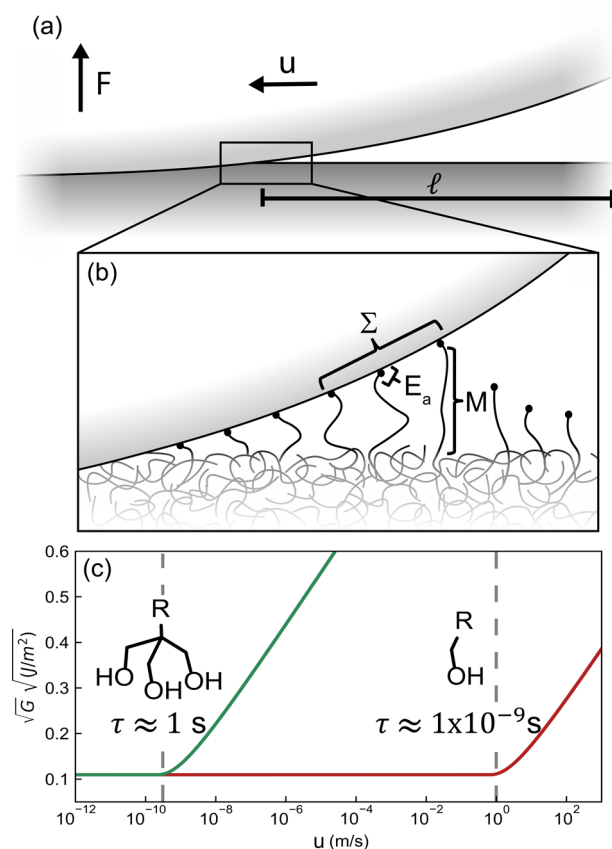 (a)
F
u
ℓ
(b)
Σ
Eₐ
M
(c)
0.6
0.5
0.4
0.3
0.2
0.1
√G √(J/m²)
R
HO OH OH
τ ≈ 1 s
R
OH
τ ≈ 1x10⁻⁹s
10⁻¹² 10⁻¹⁰ 10⁻⁸ 10⁻⁶ 10⁻⁴ 10⁻² 10⁰ 10²
u (m/s)